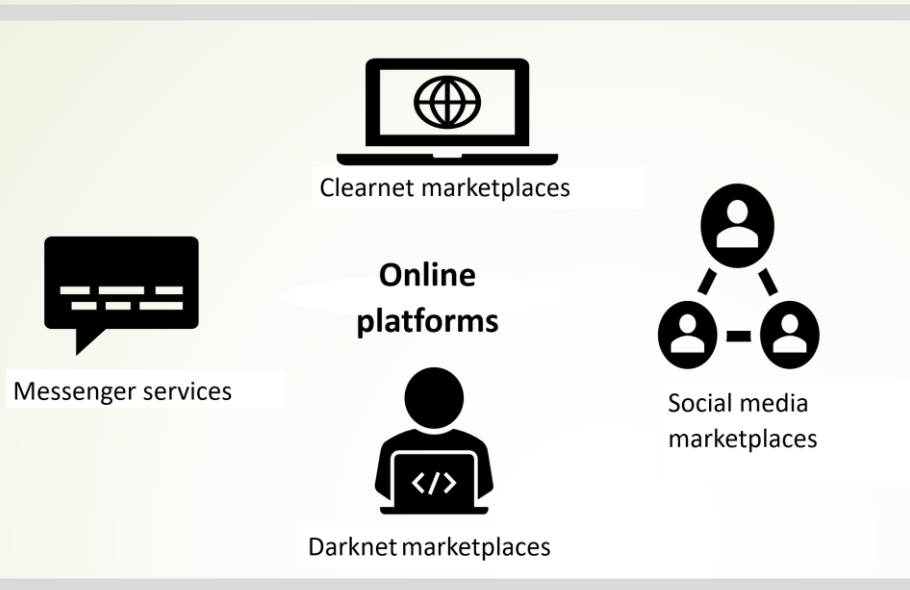 Clearnet marketplaces
Online
platforms
Messenger services
Social media
marketplaces
</>
Darknet marketplaces